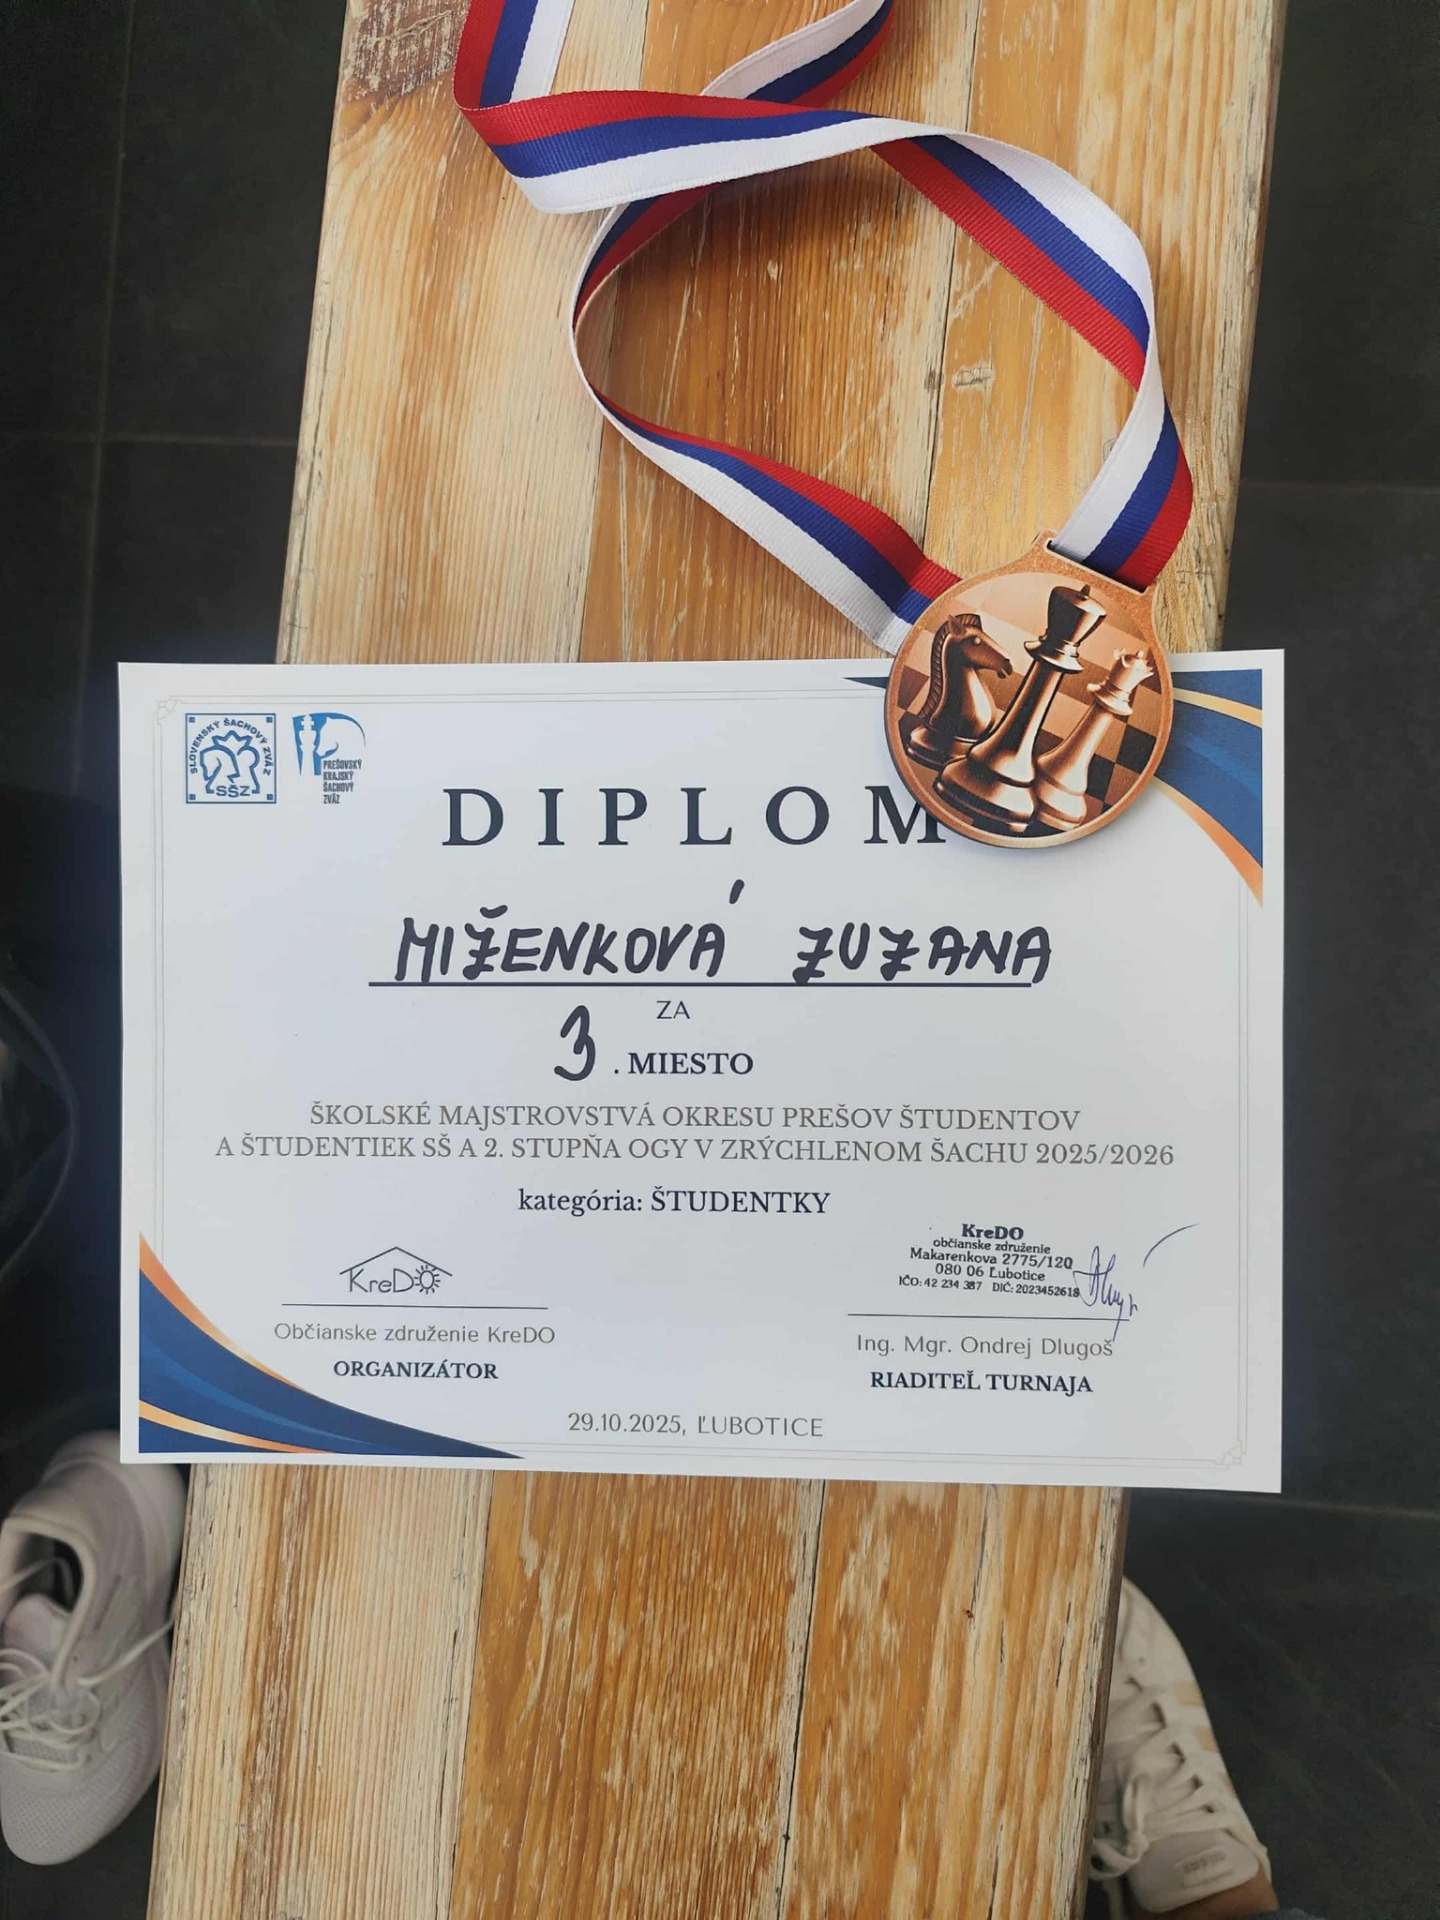 SLOVENSKÝ ŠACHOVÝ ZVÄZ
SŠZ
PREŠOVSKÝ
KRAJSKÝ
ŠACHOVÝ
ZVÄZ
DIPLOM
MIŽENKOVÁ ZUZANA
ZA
3. MIESTO
ŠKOLSKÉ MAJSTROVSTVÁ OKRESU PREŠOV ŠTUDENTOV
A ŠTUDENTIEK SŠ A 2. STUPŇA OGY V ZRÝCHLENOM ŠACHU 2025/2026
kategória: ŠTUDENTKY
KreDO
KreDO
občianske združenie
Makarenkova 2775/120
080 06 Ľubotice
IČO: 42 234 387 DIČ: 2023452618
Občianske združenie KreDO
ORGANIZÁTOR
Ing. Mgr. Ondrej Dlugoš
RIADITEĽ TURNAJA
29.10.2025, ĽUBOTICE